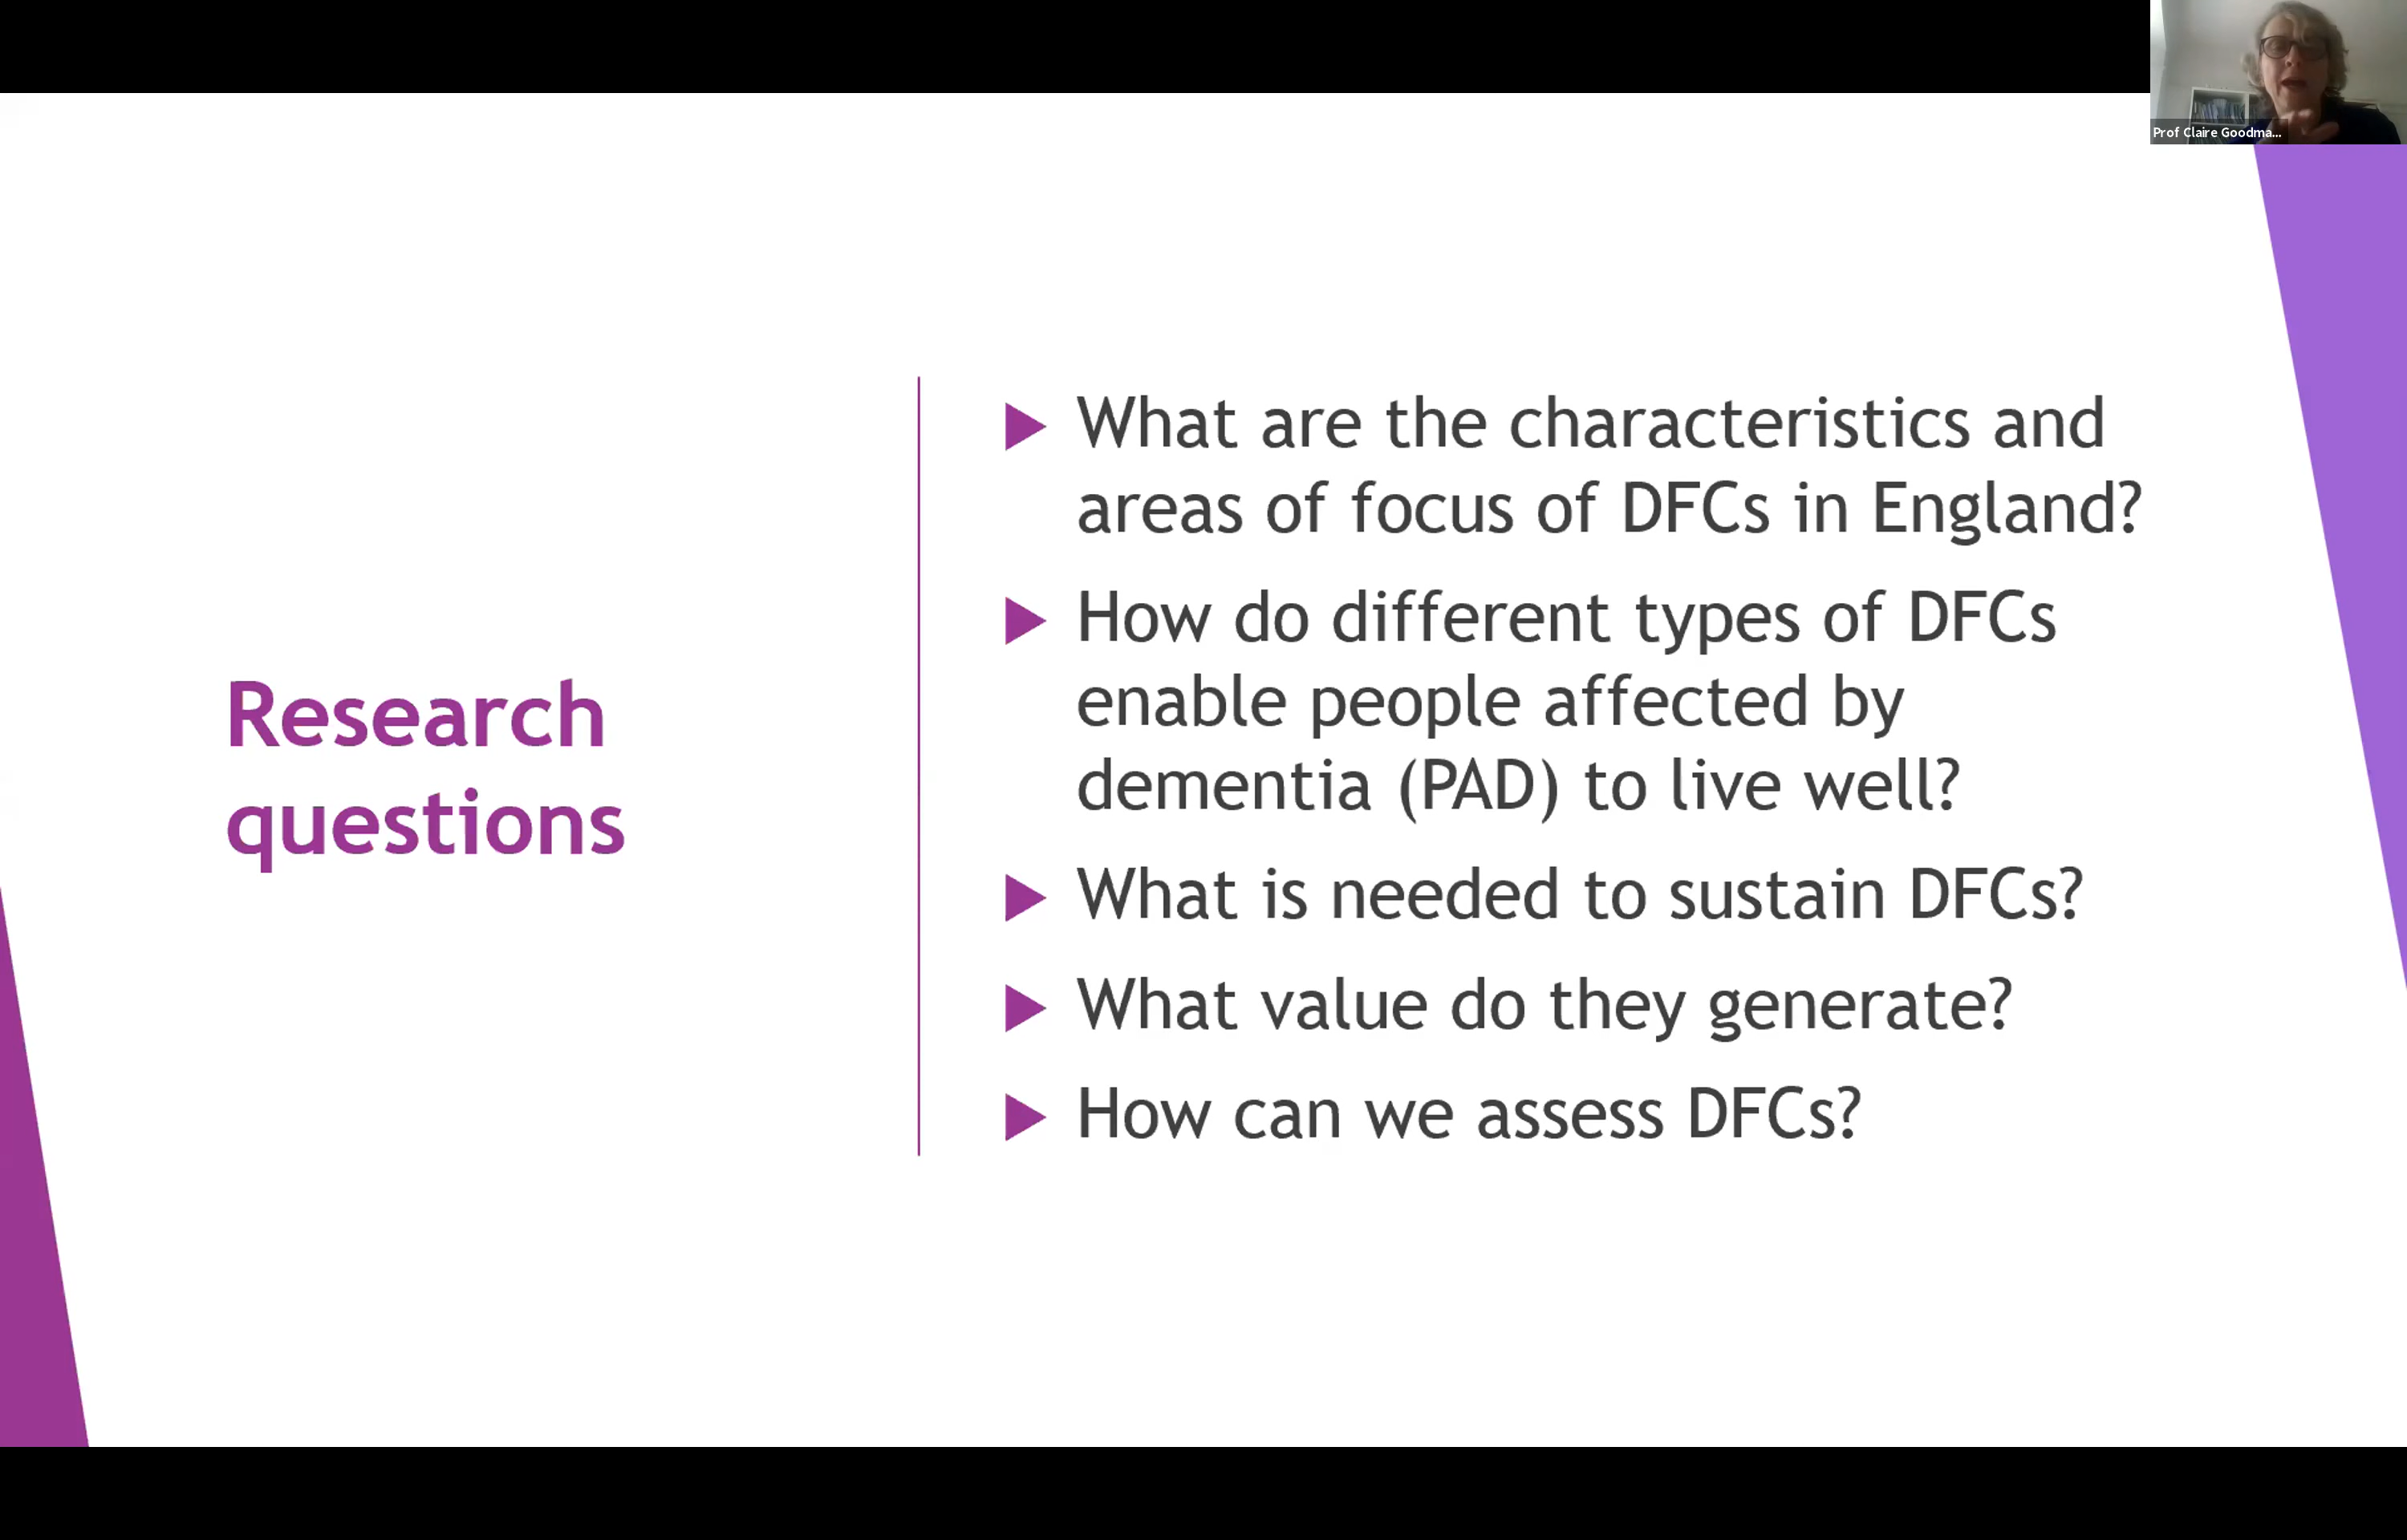 Prof Claire Goodma...
Research
questions
What are the characteristics and
areas of focus of DFCs in England?
How do different types of DFCs
enable people affected by
dementia (PAD) to live well?
What is needed to sustain DFCs?
What value do they generate?
How can we assess DFCs?